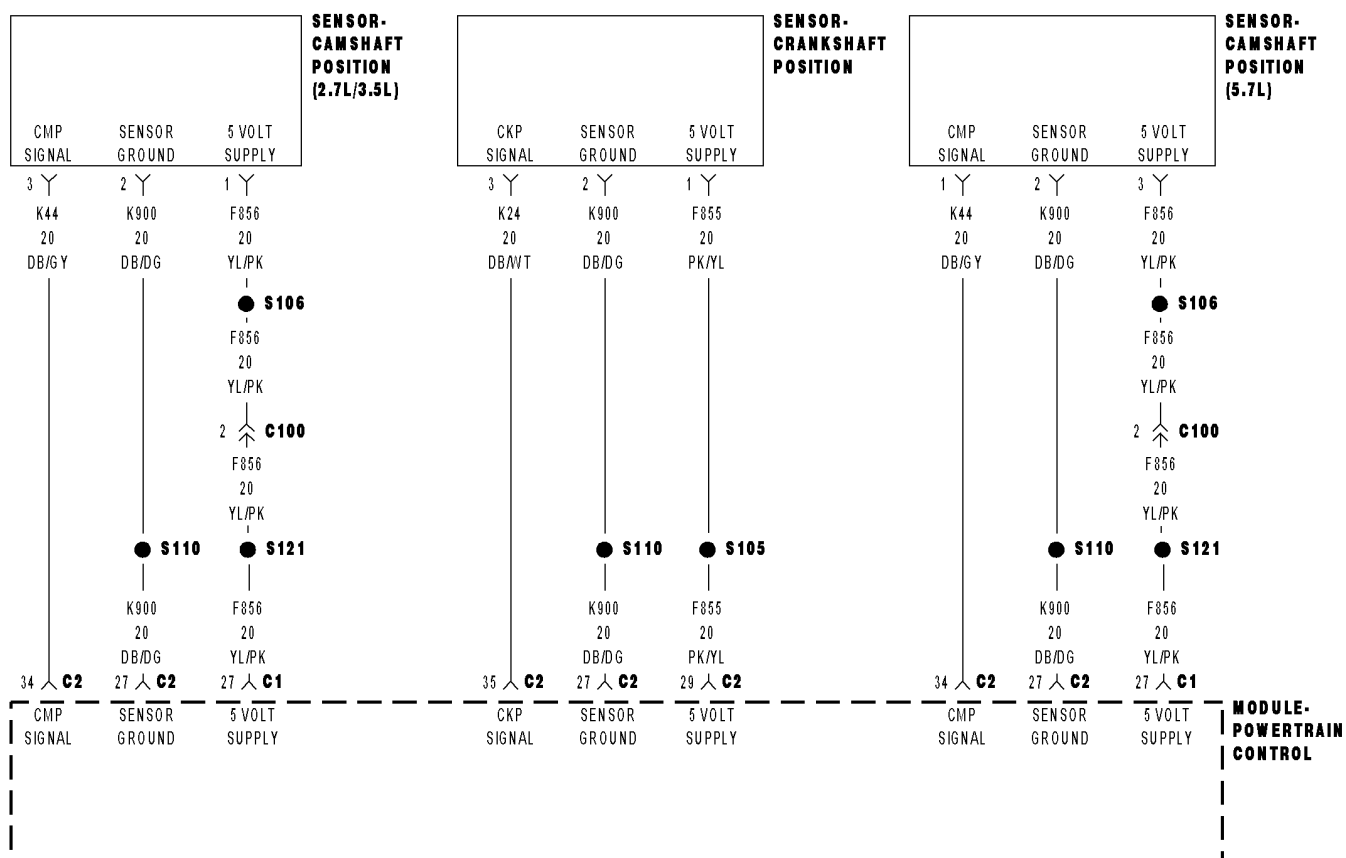 SENSOR-
CAMSHAFT
POSITION
(2.7L/3.5L)
SENSOR-
CRANKSHAFT
POSITION
SENSOR-
CAMSHAFT
POSITION
(5.7L)
CMP SENSOR 5 VOLT CKP SENSOR 5 VOLT CMP SENSOR 5 VOLT
SIGNAL GROUND SUPPLY SIGNAL GROUND SUPPLY SIGNAL GROUND SUPPLY
3 2 1 3 2 1 1 2 3
K44 K900 F856 K24 K900 F855 K44 K900 F856
20 20 20 20 20 20 20 20 20
DB/GY DB/DG YL/PK DB/WT DB/DG PK/YL DB/GY DB/DG YL/PK
S106 S106
F856 F856
20 20
YL/PK YL/PK
2 C100 2 C100
F856 F856
20 20
YL/PK YL/PK
S110 S121 S110 S105 S110 S121
K900 F856 K900 F855 K900 F856
20 20 20 20 20 20
DB/DG YL/PK DB/DG PK/YL DB/DG YL/PK
34 C2 27 C2 27 C1 35 C2 27 C2 29 C2 34 C2 27 C2 27 C1
CMP SENSOR 5 VOLT CKP SENSOR 5 VOLT CMP SENSOR 5 VOLT
SIGNAL GROUND SUPPLY SIGNAL GROUND SUPPLY SIGNAL GROUND SUPPLY
MODULE-
POWERTRAIN
CONTROL